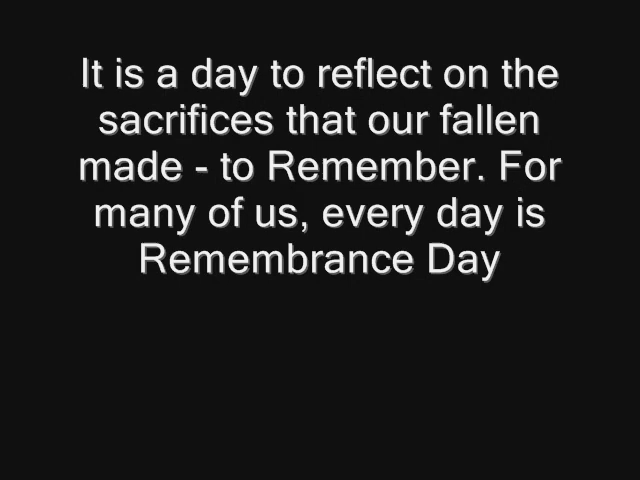 It is a day to reflect on the
sacrifices that our fallen
made - to Remember. For
many of us, every day is
Remembrance Day